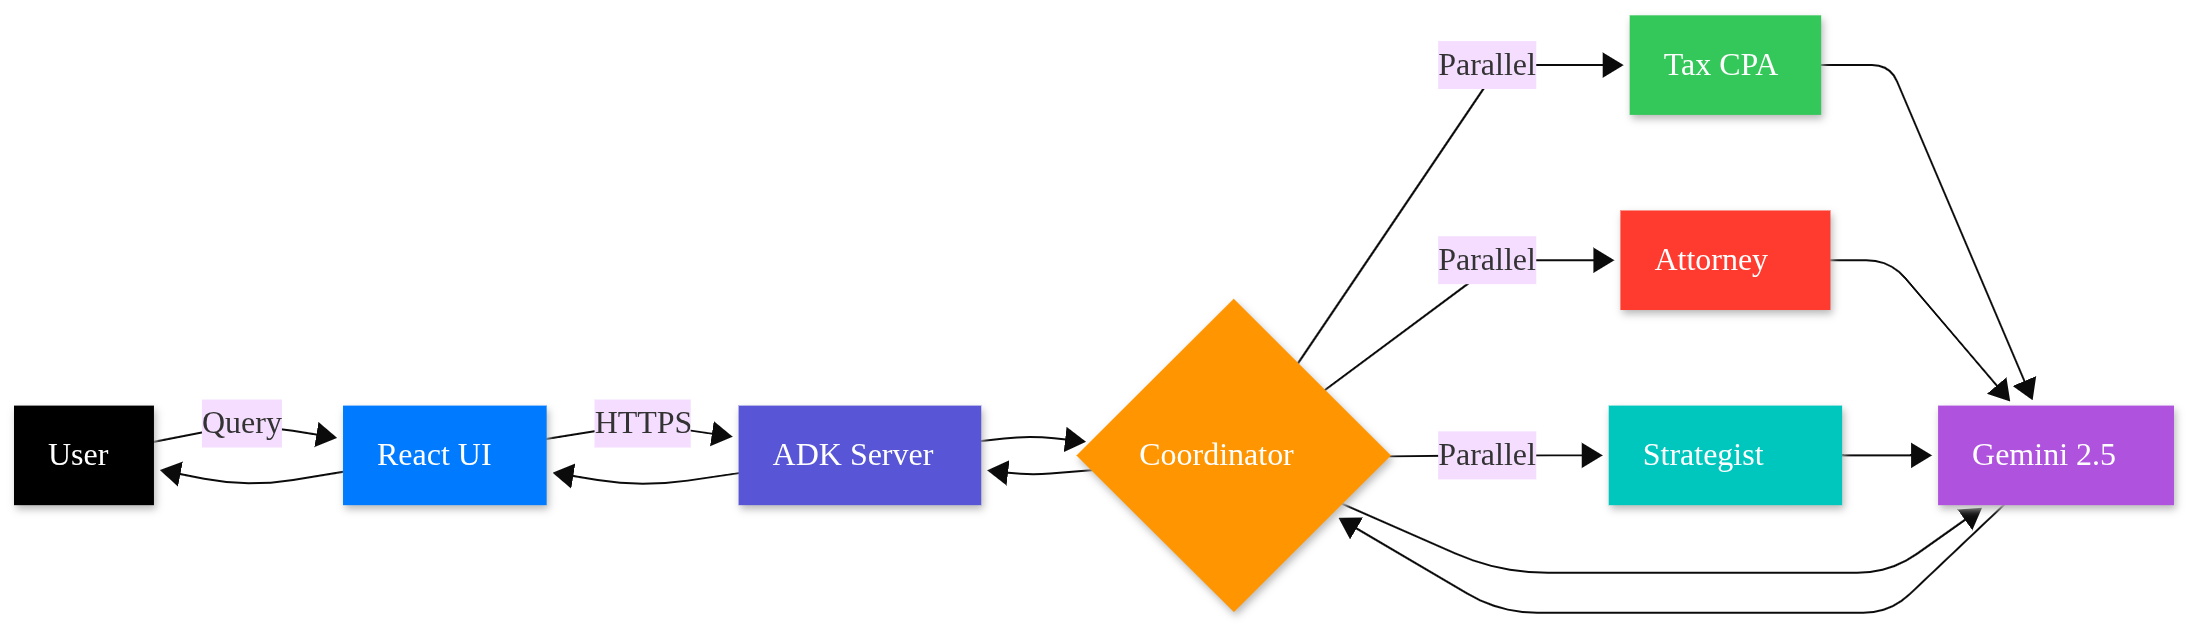 User
Query
React UI
HTTPS
ADK Server
Coordinator
Parallel
Tax CPA
Parallel
Attorney
Parallel
Strategist
Gemini 2.5